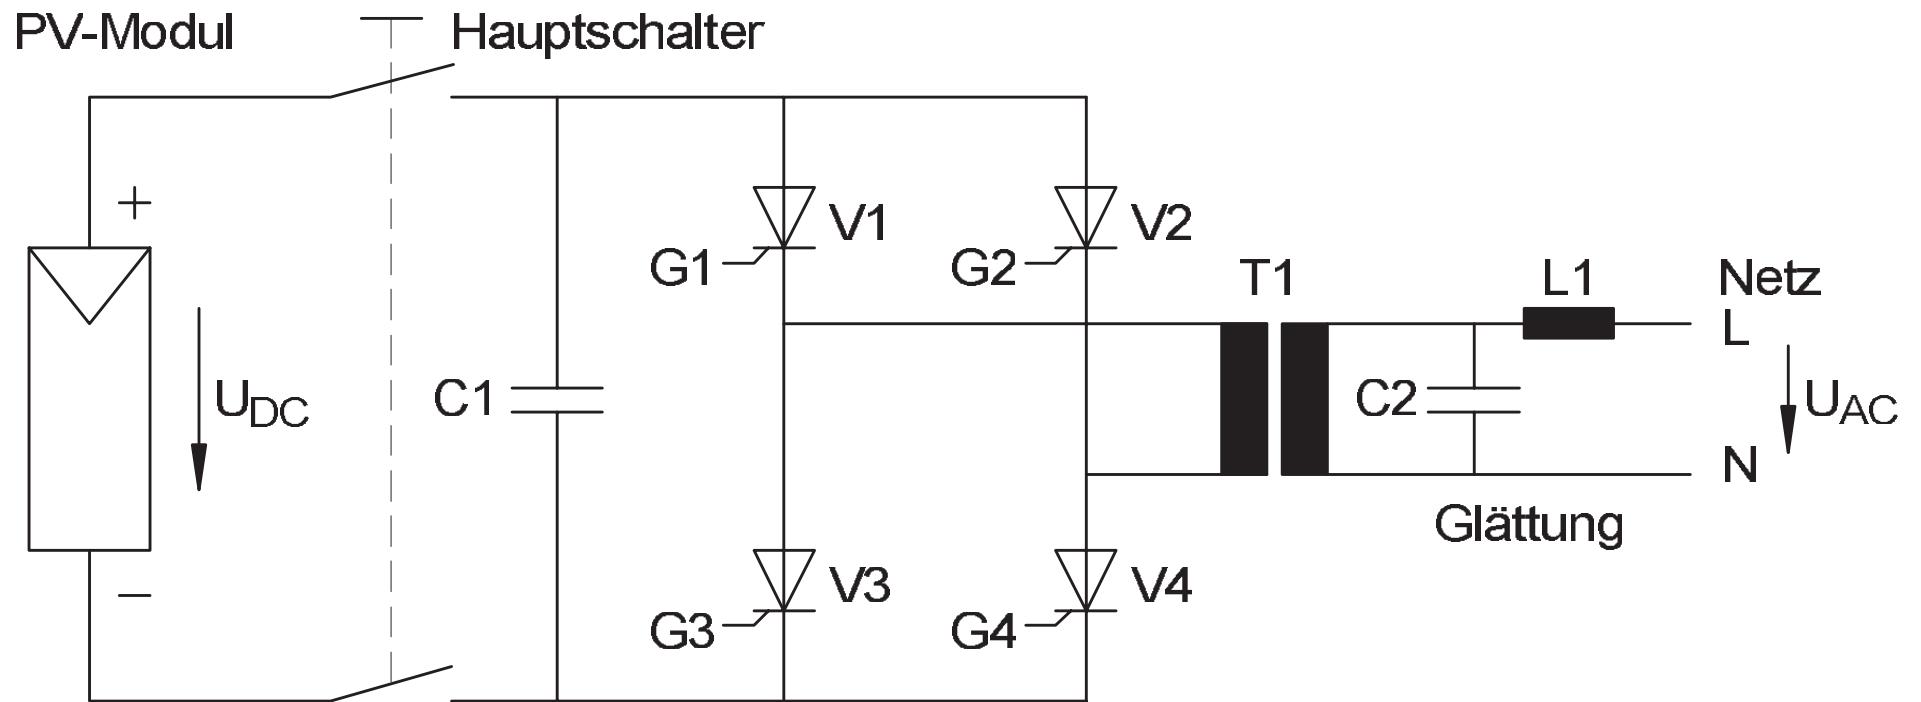 PV-Modul
Hauptschalter
+
UDC
−
C1
V1
G1
V2
G2
V3
G3
V4
G4
T1
L1
C2
Glättung
Netz
L
UAC
N